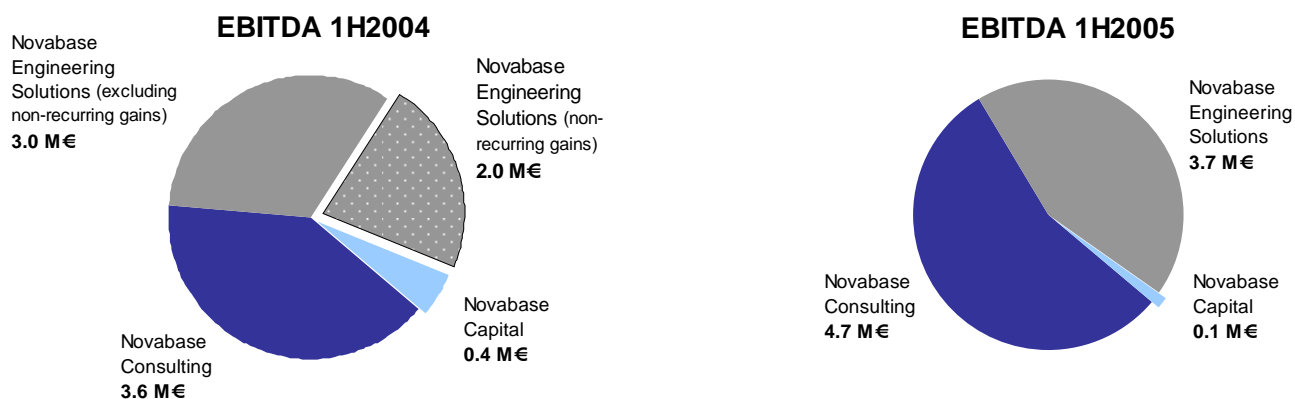 EBITDA 1H2004
Novabase
Engineering
Solutions (excluding
non-recurring gains)
3.0 M€
Novabase
Engineering
Solutions (non-
recurring gains)
2.0 M€
Novabase
Capital
0.4 M€
Novabase
Consulting
3.6 M€
EBITDA 1H2005
Novabase
Engineering
Solutions
3.7 M€
Novabase
Consulting
4.7 M€
Novabase
Capital
0.1 M€